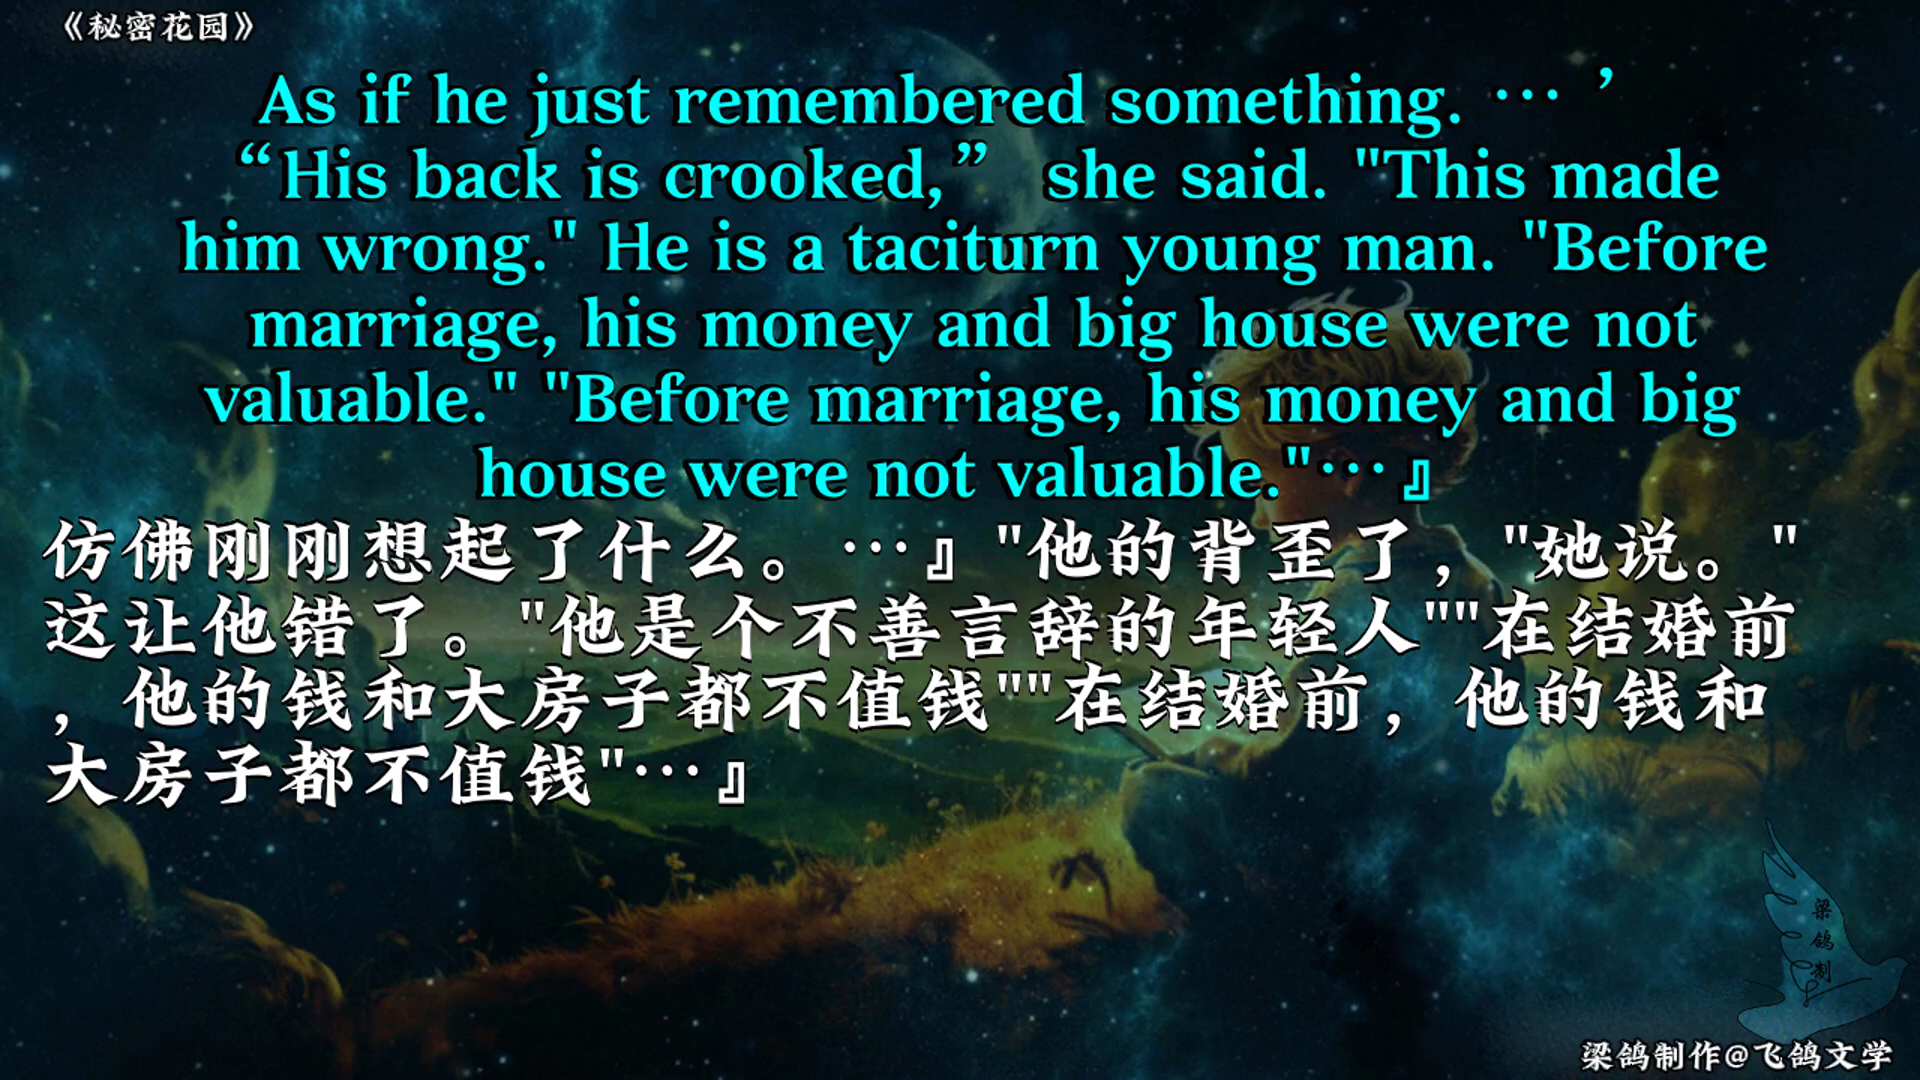 《秘密花园》
As if he just remembered something. … ’
“His back is crooked,” she said. "This made
him wrong." He is a taciturn young man. "Before
marriage, his money and big house were not
valuable." "Before marriage, his money and big
house were not valuable."…』
仿佛刚刚想起了什么。…』"他的背歪了，"她说。"
这让他错了。"他是个不善言辞的年轻人""在结婚前
，他的钱和大房子都不值钱""在结婚前，他的钱和
大房子都不值钱"…』
梁
鸽
制
梁鸽制作@飞鸽文学